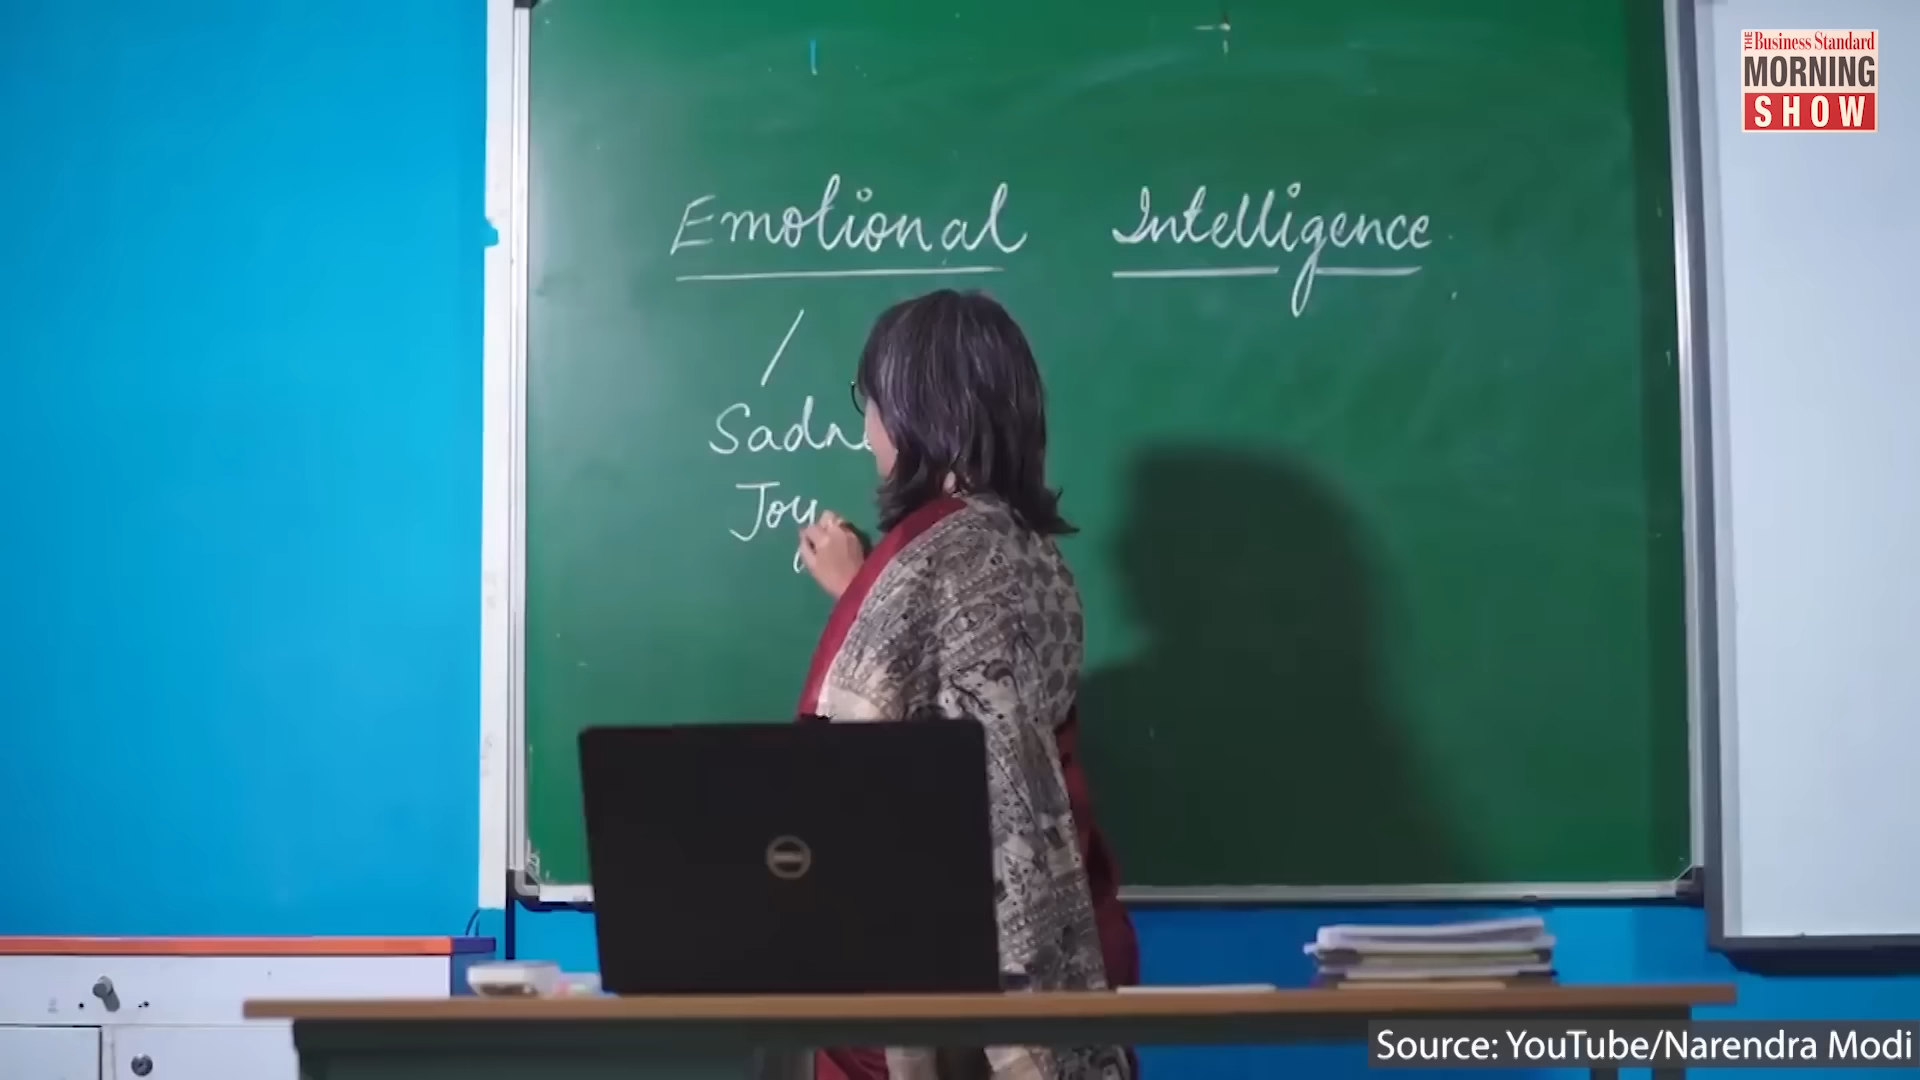 THE Business Standard
MORNING
SHOW
Emotional Intelligence
Joy
Source: YouTube/Narendra Modi